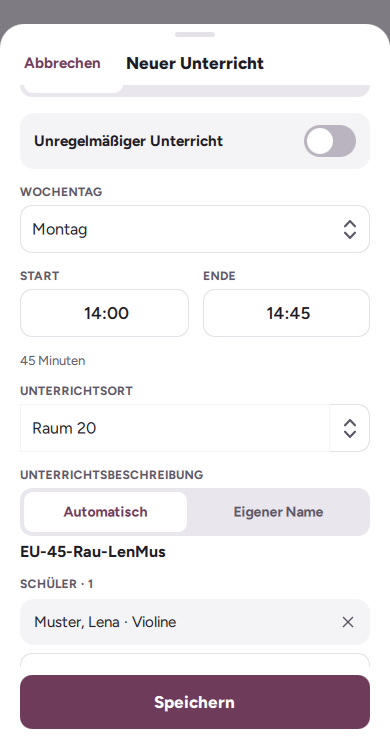 Abbrechen Neuer Unterricht
Unregelmäßiger Unterricht
WOCHENTAG
Montag
START ENDE
14:00 14:45
45 Minuten
UNTERRICHTSORT
Raum 20
UNTERRICHTSBESCHREIBUNG
Automatisch Eigener Name
EU-45-Rau-LenMus
SCHÜLER · 1
Muster, Lena · Violine
Speichern